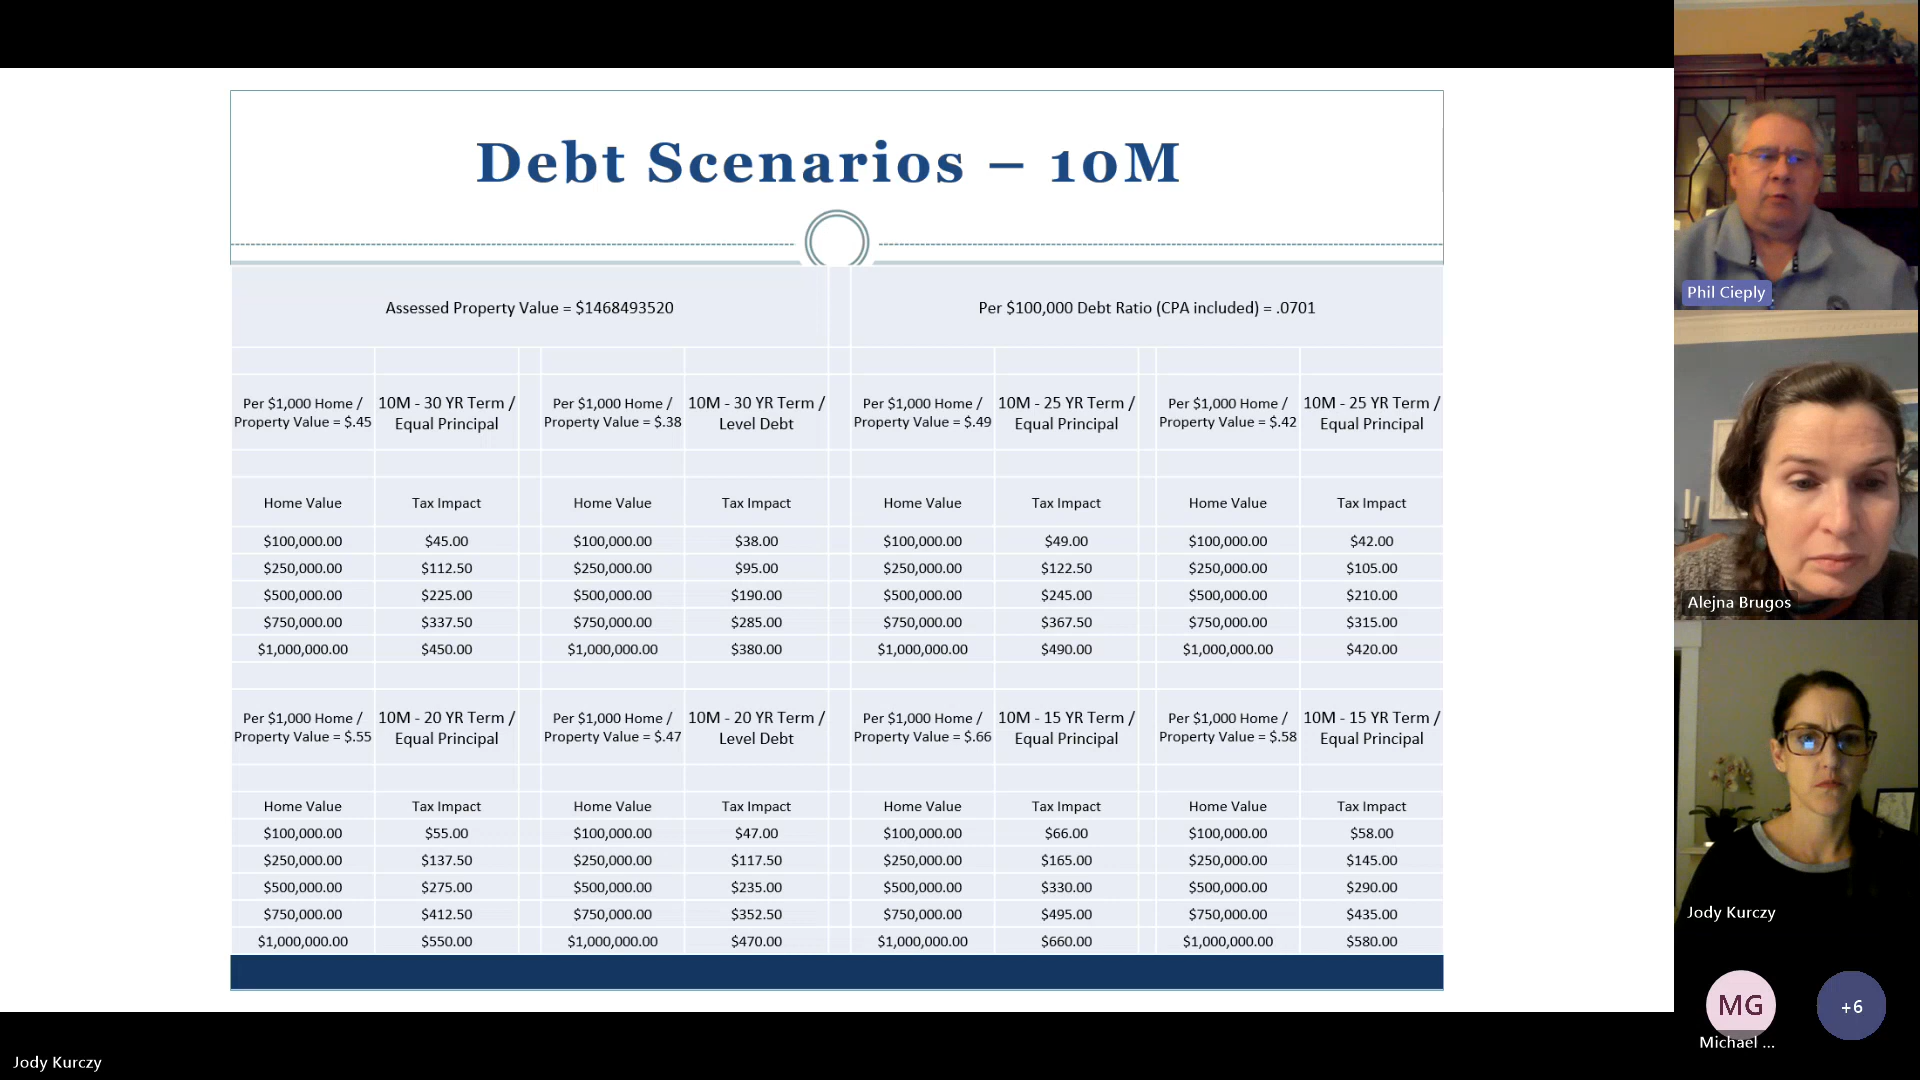 Debt Scenarios – 10M
Assessed Property Value = $1468493520
Per $100,000 Debt Ratio (CPA included) = .0701
Per $1,000 Home /
Property Value = $.45
10M - 30 YR Term /
Equal Principal
Per $1,000 Home /
Property Value = $.38
10M - 30 YR Term /
Level Debt
Per $1,000 Home /
Property Value = $.49
10M - 25 YR Term /
Equal Principal
Per $1,000 Home /
Property Value = $.42
10M - 25 YR Term /
Equal Principal
Home Value Tax Impact Home Value Tax Impact Home Value Tax Impact Home Value Tax Impact
$100,000.00 $45.00 $100,000.00 $38.00 $100,000.00 $49.00 $100,000.00 $42.00
$250,000.00 $112.50 $250,000.00 $95.00 $250,000.00 $122.50 $250,000.00 $105.00
$500,000.00 $225.00 $500,000.00 $190.00 $500,000.00 $245.00 $500,000.00 $210.00
$750,000.00 $337.50 $750,000.00 $285.00 $750,000.00 $367.50 $750,000.00 $315.00
$1,000,000.00 $450.00 $1,000,000.00 $380.00 $1,000,000.00 $490.00 $1,000,000.00 $420.00
Per $1,000 Home /
Property Value = $.55
10M - 20 YR Term /
Equal Principal
Per $1,000 Home /
Property Value = $.47
10M - 20 YR Term /
Level Debt
Per $1,000 Home /
Property Value = $.66
10M - 15 YR Term /
Equal Principal
Per $1,000 Home /
Property Value = $.58
10M - 15 YR Term /
Equal Principal
Home Value Tax Impact Home Value Tax Impact Home Value Tax Impact Home Value Tax Impact
$100,000.00 $55.00 $100,000.00 $47.00 $100,000.00 $66.00 $100,000.00 $58.00
$250,000.00 $137.50 $250,000.00 $117.50 $250,000.00 $165.00 $250,000.00 $145.00
$500,000.00 $275.00 $500,000.00 $235.00 $500,000.00 $330.00 $500,000.00 $290.00
$750,000.00 $412.50 $750,000.00 $352.50 $750,000.00 $495.00 $750,000.00 $435.00
$1,000,000.00 $550.00 $1,000,000.00 $470.00 $1,000,000.00 $660.00 $1,000,000.00 $580.00
Phil Cieply
Alejna Brugos
Jody Kurczy
MG
+6
Michael ...
Jody Kurczy